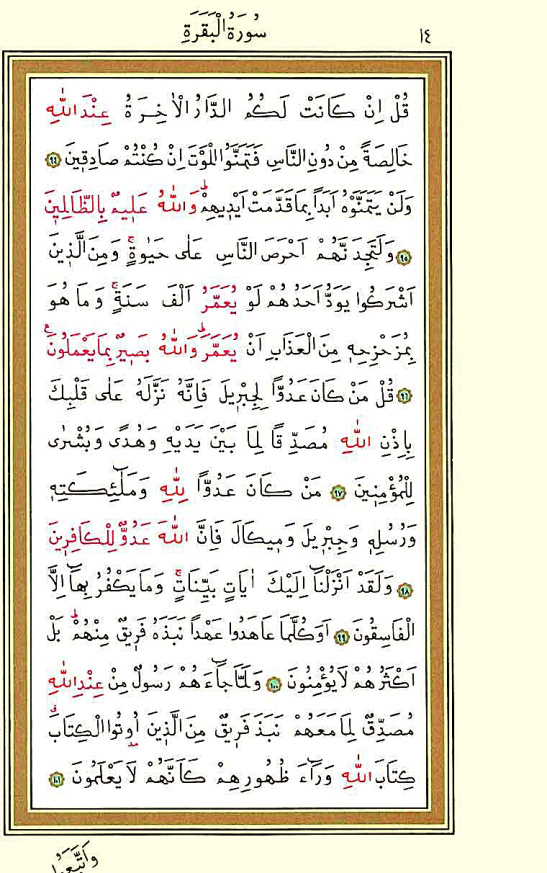 سُورَةُ الْبَقَرَةِ
١٤
قُلْ اِنْ كَانَتْ لَكُمُ الدَّارُ الْاٰخِرَةُ عِنْدَ اللّٰهِ
خَالِصَةً مِنْ دُونِ النَّاسِ فَتَمَنَّوُا الْمَوْتَ اِنْ كُنْتُمْ صَادِقِينَ ٩٤
وَلَنْ يَتَمَنَّوْهُ اَبَدًا بِمَا قَدَّمَتْ اَيْدِيهِمْۜ وَاللّٰهُ عَلِيمٌ بِالظَّالِمِينَ
٩٥ وَلَتَجِدَنَّهُمْ اَحْرَصَ النَّاسِ عَلٰى حَيٰوةٍۚ وَمِنَ الَّذِينَ
اَشْرَكُوا يَوَدُّ اَحَدُهُمْ لَوْ يُعَمَّرُ اَلْفَ سَنَةٍۚ وَمَا هُوَ
بِمُزَحْزِحِهِ مِنَ الْعَذَابِ اَنْ يُعَمَّرَۜ وَاللّٰهُ بَصِيرٌ بِمَا يَعْمَلُونَ۟
٩٦ قُلْ مَنْ كَانَ عَدُوًّا لِجِبْرِيلَ فَاِنَّهُ نَزَّلَهُ عَلٰى قَلْبِكَ
بِاِذْنِ اللّٰهِ مُصَدِّقًا لِمَا بَيْنَ يَدَيْهِ وَهُدًى وَبُشْرٰى
لِلْمُؤْمِنِينَ ٩٧ مَنْ كَانَ عَدُوًّا لِلّٰهِ وَمَلٰٓئِكَتِهِ
وَرُسُلِهِ وَجِبْرِيلَ وَمِيكَالَ فَاِنَّ اللّٰهَ عَدُوٌّ لِلْكَافِرِينَ
٩٨ وَلَقَدْ اَنْزَلْنَٓا اِلَيْكَ اٰيَاتٍ بَيِّنَاتٍۚ وَمَا يَكْفُرُ بِهَٓا اِلَّا
الْفَاسِقُونَ ٩٩ اَوَكُلَّمَا عَاهَدُوا عَهْدًا نَبَذَهُ فَرِيقٌ مِنْهُمْۜ بَلْ
اَكْثَرُهُمْ لَا يُؤْمِنُونَ ١٠٠ وَلَمَّا جَٓاءَهُمْ رَسُولٌ مِنْ عِنْدِ اللّٰهِ
مُصَدِّقٌ لِمَا مَعَهُمْ نَبَذَ فَرِيقٌ مِنَ الَّذِينَ اُوتُوا الْكِتَابَۗ
كِتَابَ اللّٰهِ وَرَٓاءَ ظُهُورِهِمْ كَاَنَّهُمْ لَا يَعْلَمُونَ ١٠١
وَاتَّبَعُوا